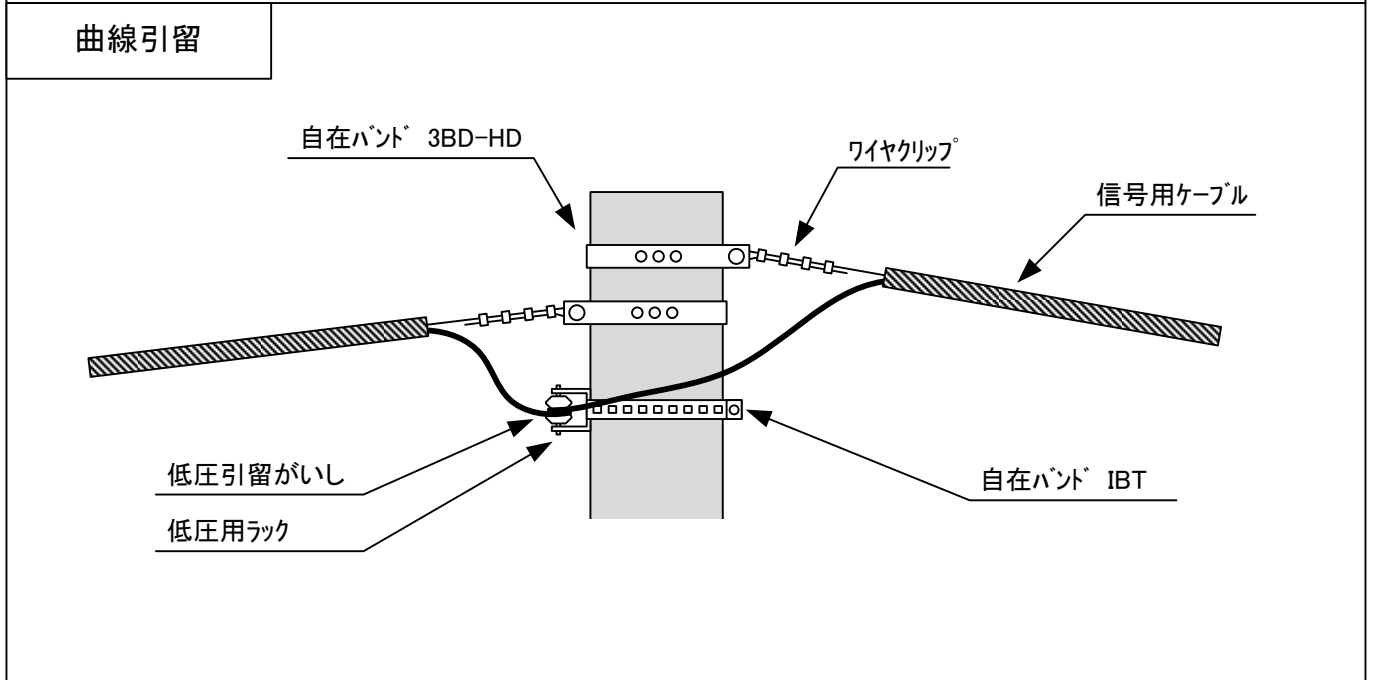 曲線引留
自在ﾊﾞﾝﾄﾞ 3BD-HD
ﾜｲﾔｸﾘｯﾌﾟ
信号用ｹｰﾌﾞﾙ
低圧引留がいし
自在ﾊﾞﾝﾄﾞ IBT
低圧用ﾗｯｸ